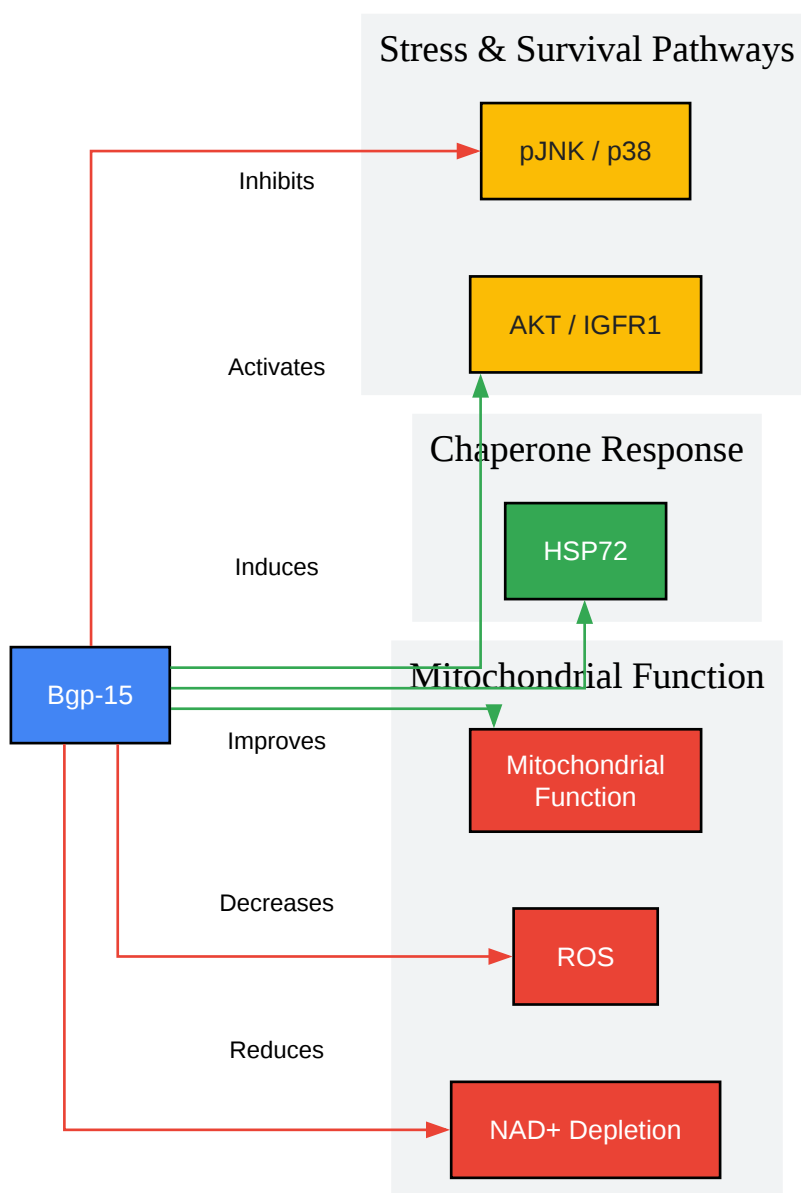 Stress & Survival Pathways
pJNK / p38
Inhibits
AKT / IGFR1
Activates
Chaperone Response
HSP72
Induces
Bgp-15
Mitochondrial Function
Improves
Mitochondrial
Function
Decreases
ROS
Reduces
NAD+ Depletion